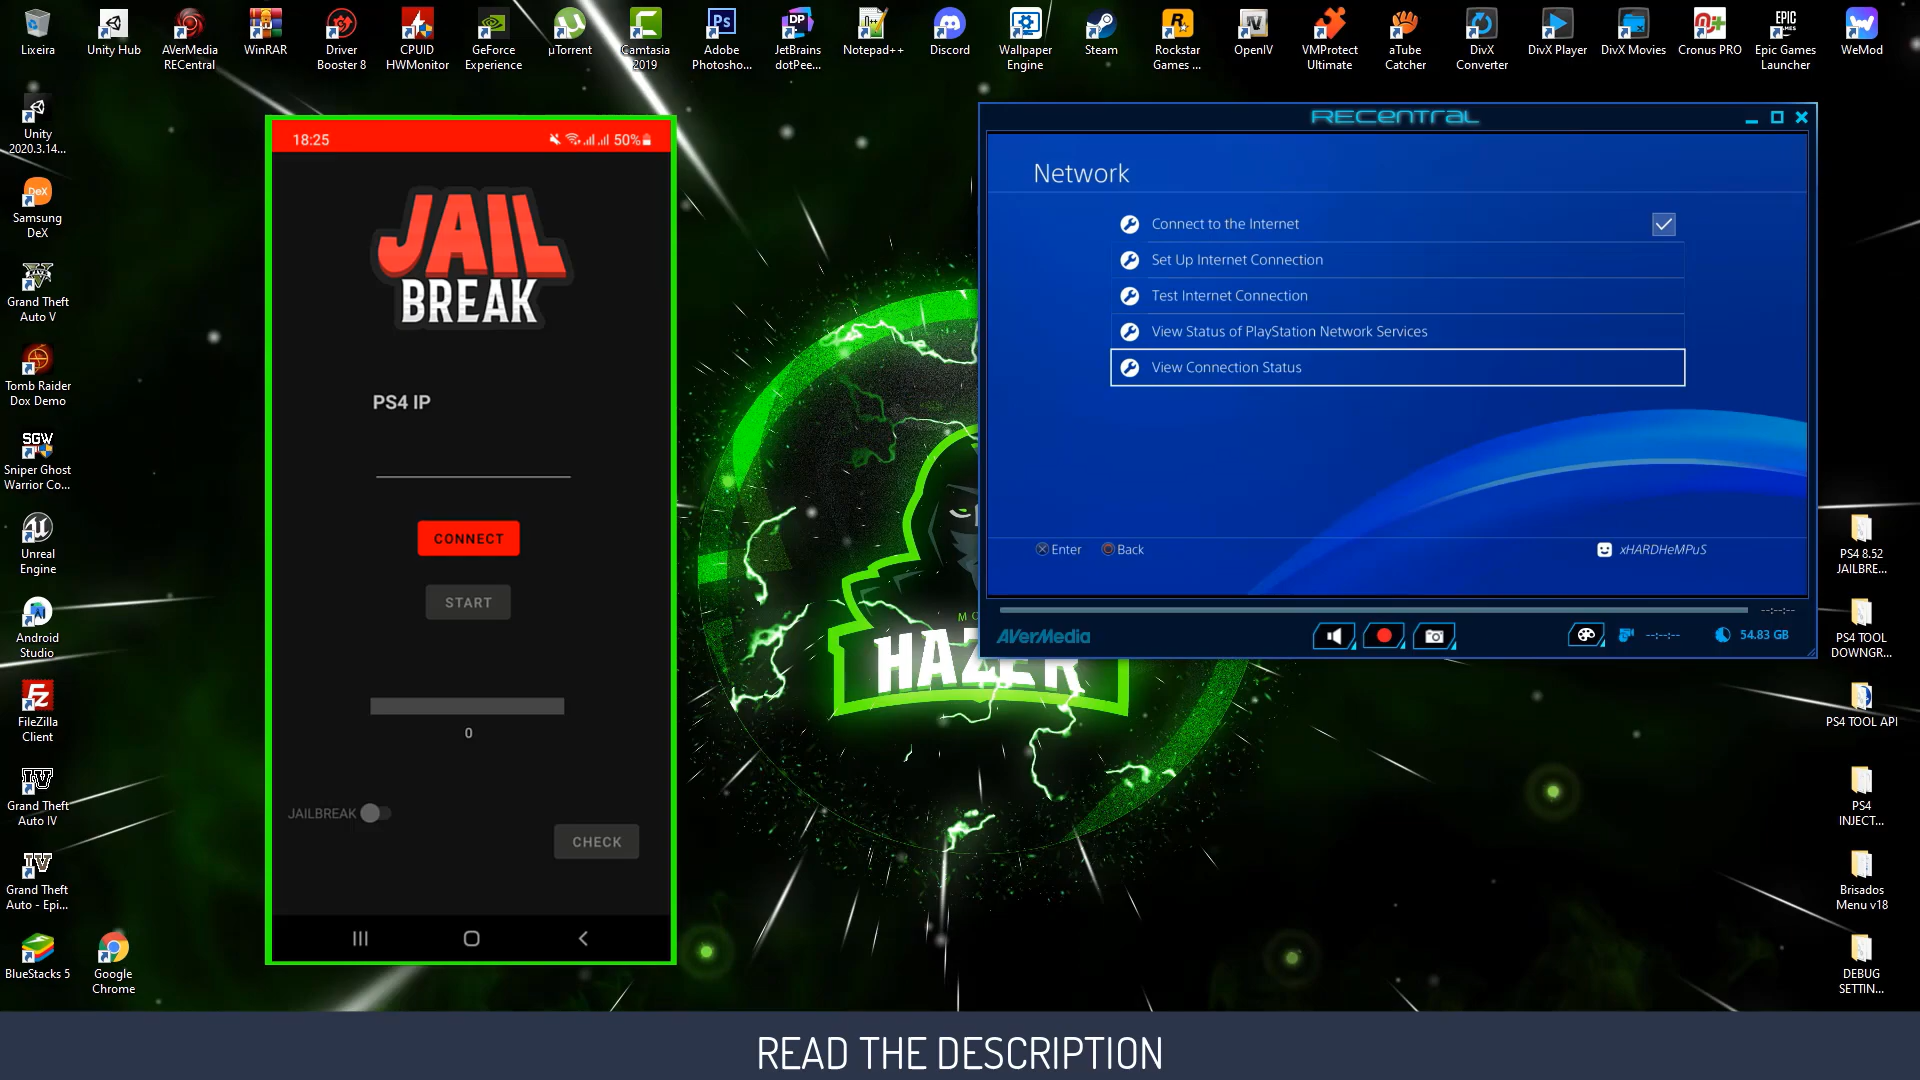 Lixeira
Unity Hub
AVerMedia
RECentral
WinRAR
Driver
Booster 8
CPUID
HWMonitor
GeForce
Experience
µTorrent
Camtasia
2019
Adobe
Photosho...
JetBrains
dotPee...
Notepad++
Discord
Wallpaper
Engine
Steam
Rockstar
Games ...
OpenIV
VMProtect
Ultimate
aTube
Catcher
DivX
Converter
DivX Player
DivX Movies
Cronus PRO
Epic Games
Launcher
WeMod
Unity
2020.3.14...
Samsung
DeX
Grand Theft
Auto V
Tomb Raider
Dox Demo
Sniper Ghost
Warrior Co...
Unreal
Engine
Android
Studio
FileZilla
Client
Grand Theft
Auto IV
Grand Theft
Auto - Epi...
BlueStacks 5
Google
Chrome
18:25
50%
JAIL
BREAK
PS4 IP
CONNECT
START
0
JAILBREAK
CHECK
RECentral
Network
Connect to the Internet
Set Up Internet Connection
Test Internet Connection
View Status of PlayStation Network Services
View Connection Status
Enter
Back
xHARDHeMPuS
--:--:--
AVerMedia
--:--:--
54.83 GB
HAZER
PS4 8.52
JAILBRE...
PS4 TOOL
DOWNGR...
PS4 TOOL API
PS4
INJECT...
Brisados
Menu v18
DEBUG
SETTIN...
READ THE DESCRIPTION